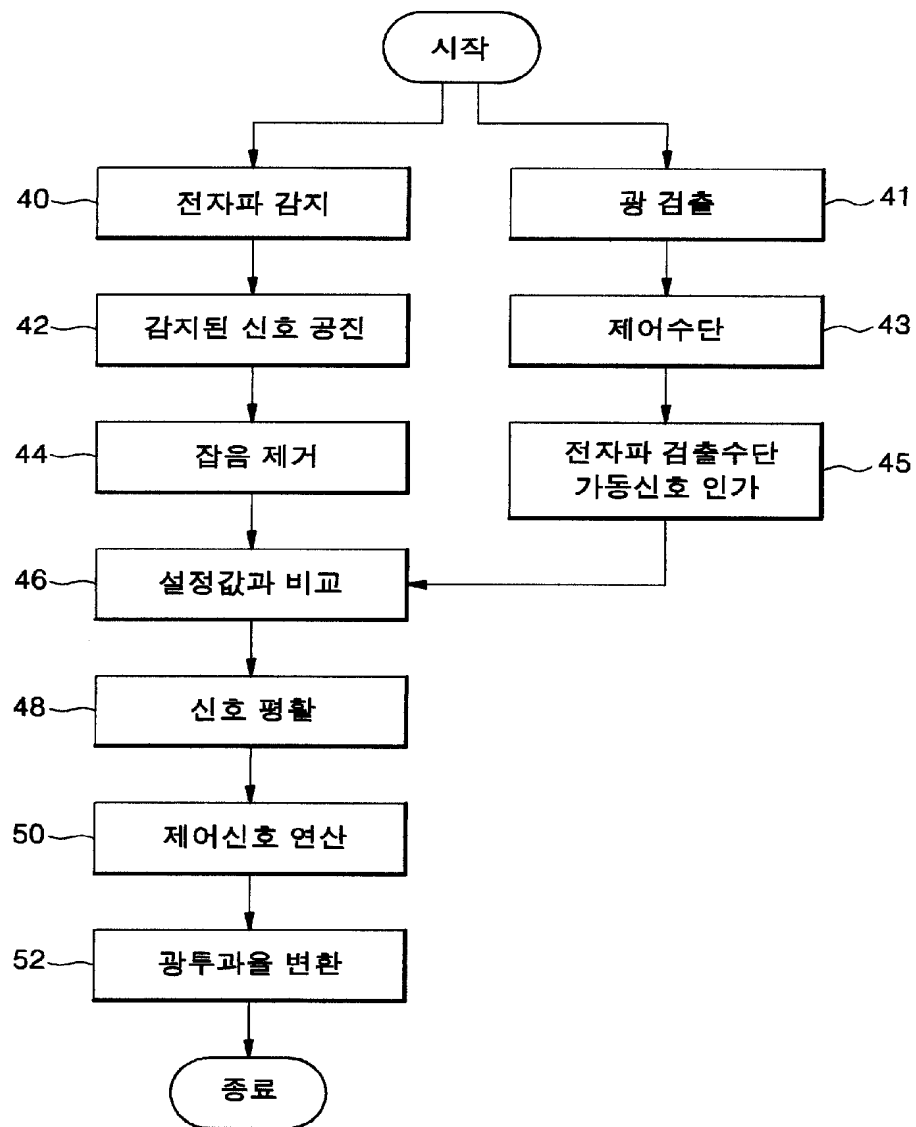 시작
40
전자파 감지
광 검출
41
42
감지된 신호 공진
제어수단
43
44
잡음 제거
전자파 검출수단
가동신호 인가
45
46
설정값과 비교
48
신호 평활
50
제어신호 연산
52
광투과율 변환
종료